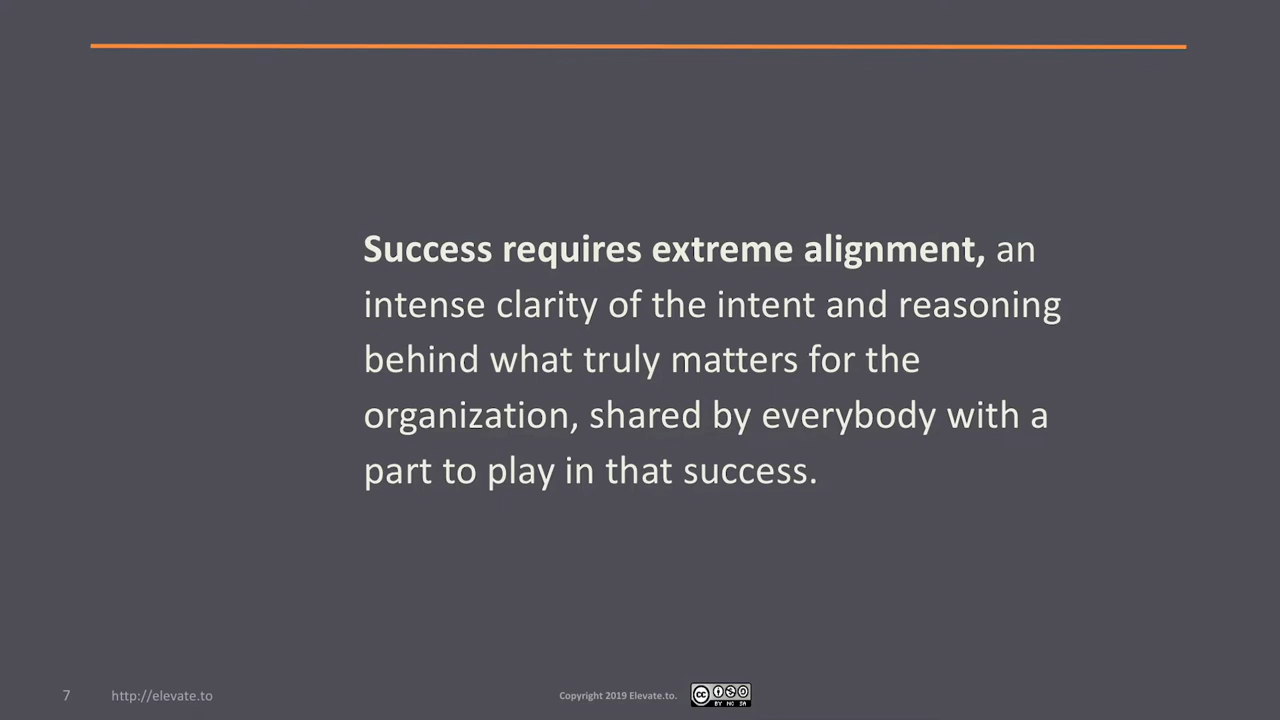 Success requires extreme alignment, an
intense clarity of the intent and reasoning
behind what truly matters for the
organization, shared by everybody with a
part to play in that success.
7
http://elevate.to
Copyright 2019 Elevate.to.
cc
BY NC SA